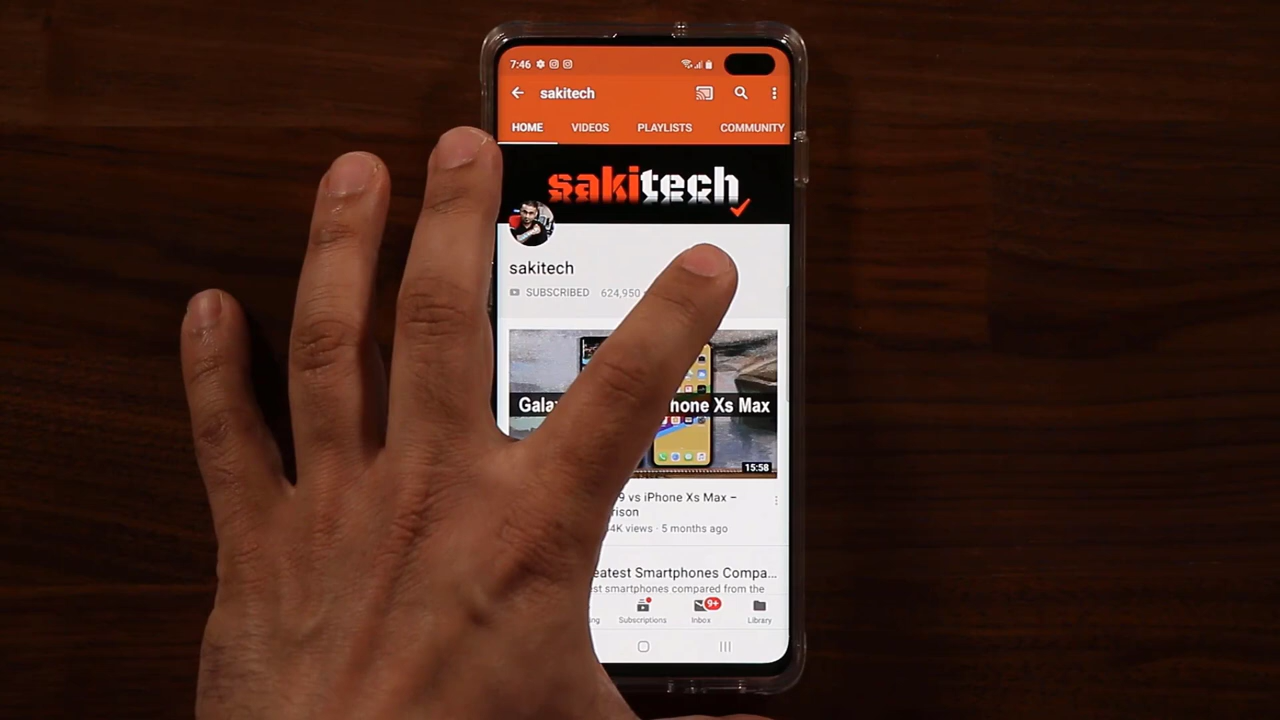 7:46
sakitech
HOME VIDEOS PLAYLISTS COMMUNITY
sakitech
sakitech
SUBSCRIBED 624,950
hone Xs Max
15:58
9 vs iPhone Xs Max –
rison
4K views · 5 months ago
eatest Smartphones Compa...
st smartphones compared from the
Subscriptions
Inbox
9+
Library